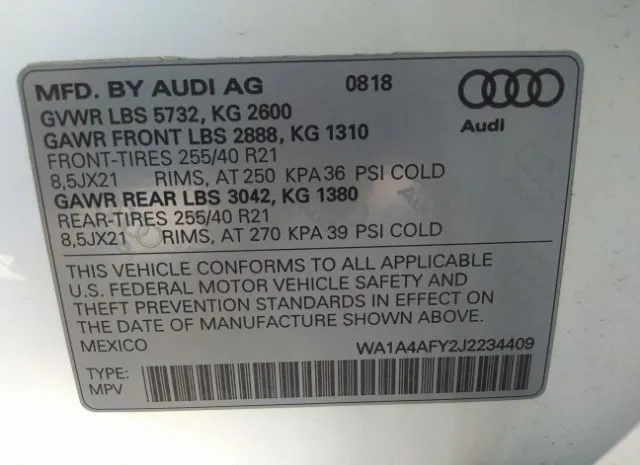 MFD. BY AUDI AG 0818
GVWR LBS 5732, KG 2600
GAWR FRONT LBS 2888, KG 1310
FRONT-TIRES 255/40 R21
8,5JX21 RIMS, AT 250 KPA 36 PSI COLD
GAWR REAR LBS 3042, KG 1380
REAR-TIRES 255/40 R21
8,5JX21 RIMS, AT 270 KPA 39 PSI COLD
Audi
THIS VEHICLE CONFORMS TO ALL APPLICABLE
U.S. FEDERAL MOTOR VEHICLE SAFETY AND
THEFT PREVENTION STANDARDS IN EFFECT ON
THE DATE OF MANUFACTURE SHOWN ABOVE.
MEXICO WA1A4AFY2J2234409
TYPE:
MPV